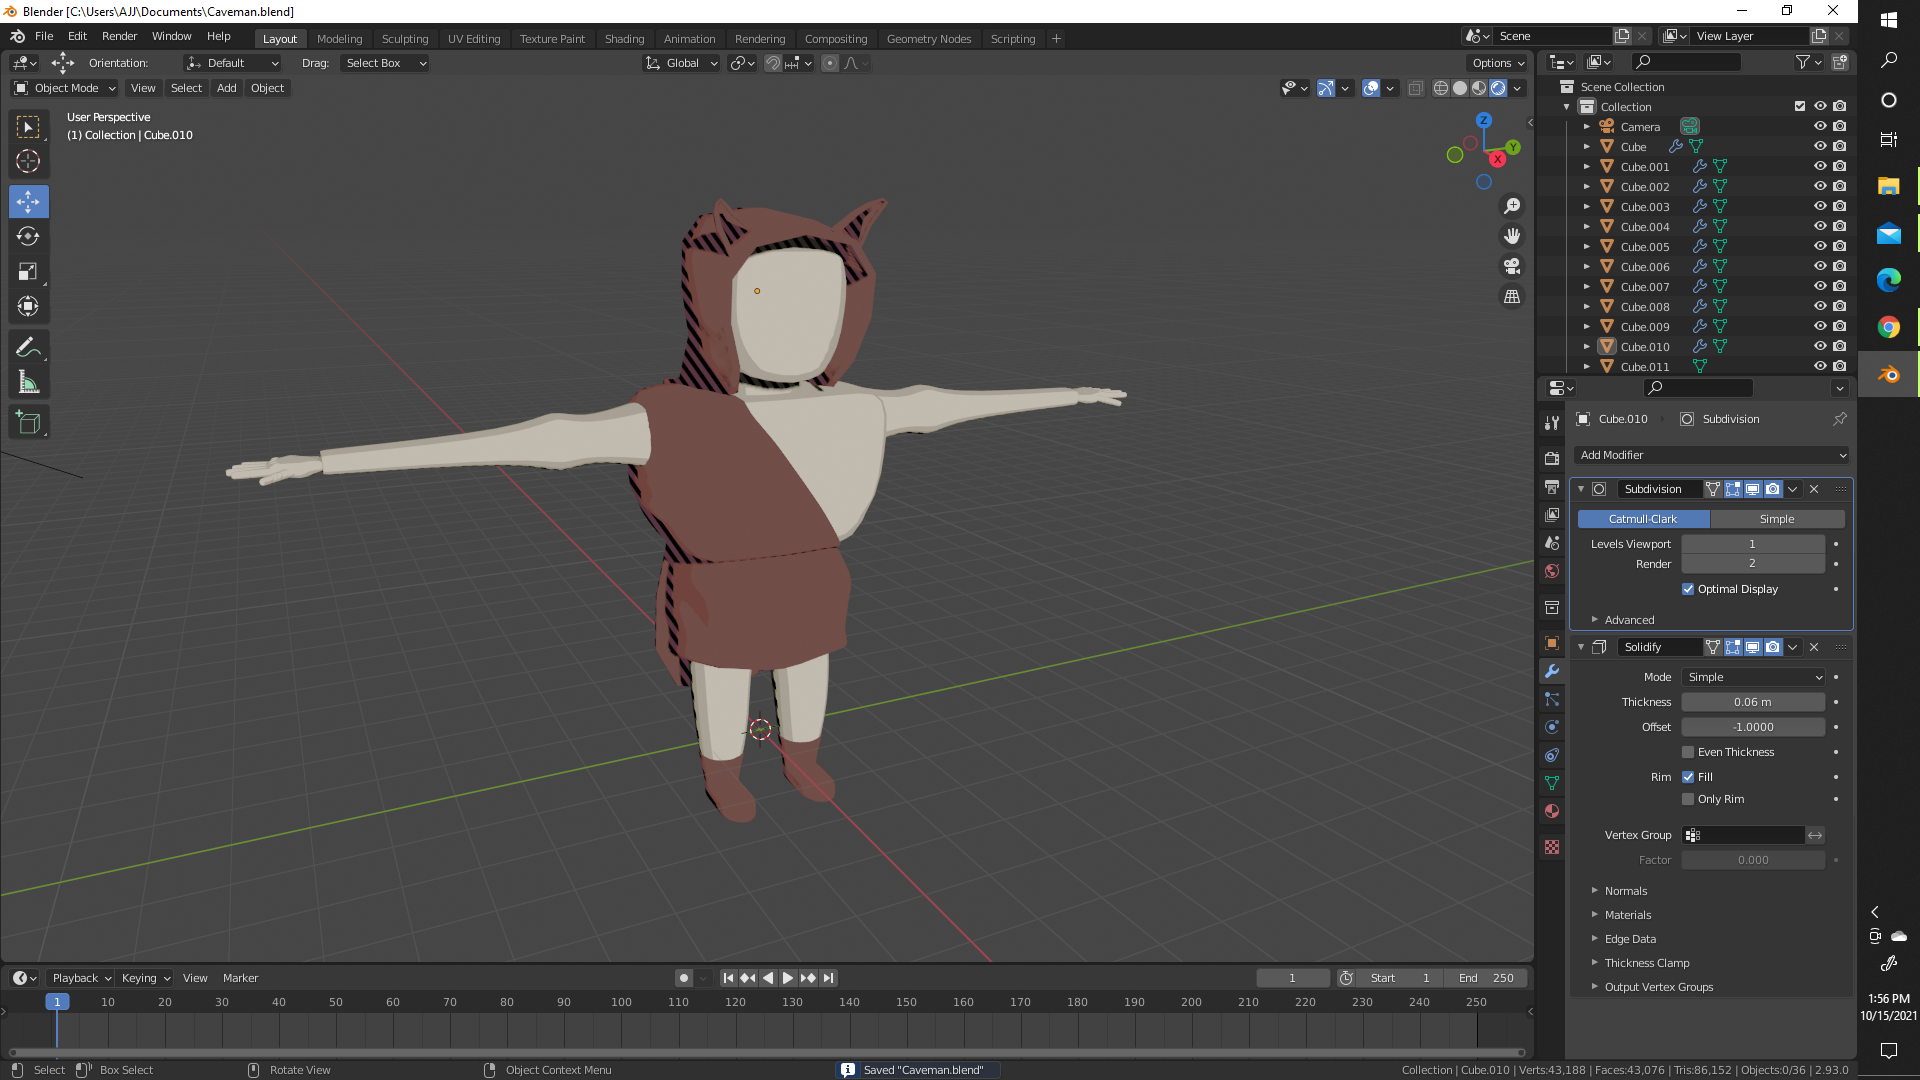 Blender [C:\Users\AJJ\Documents\Caveman.blend]
File Edit Render Window Help Layout Modeling Sculpting UV Editing Texture Paint Shading Animation Rendering Compositing Geometry Nodes Scripting + Scene View Layer
Orientation: Default Drag: Select Box Global Options
Object Mode View Select Add Object
User Perspective
(1) Collection | Cube.010
Z
Y
X
Scene Collection
Collection
Camera
Cube
Cube.001
Cube.002
Cube.003
Cube.004
Cube.005
Cube.006
Cube.007
Cube.008
Cube.009
Cube.010
Cube.011
Cube.010 Subdivision
Add Modifier
Subdivision
Catmull-Clark Simple
Levels Viewport 1
Render 2
Optimal Display
Advanced
Solidify
Mode Simple
Thickness 0.06 m
Offset -1.0000
Even Thickness
Rim Fill
Only Rim
Vertex Group
Factor 0.000
Normals
Materials
Edge Data
Thickness Clamp
Output Vertex Groups
Playback Keying View Marker 1 Start 1 End 250
1 10 20 30 40 50 60 70 80 90 100 110 120 130 140 150 160 170 180 190 200 210 220 230 240 250
Select Box Select Rotate View Object Context Menu Saved "Caveman.blend" Collection | Cube.010 | Verts:43,188 | Faces:43,076 | Tris:86,152 | Objects:0/36 | 2.93.0
1:56 PM
10/15/2021